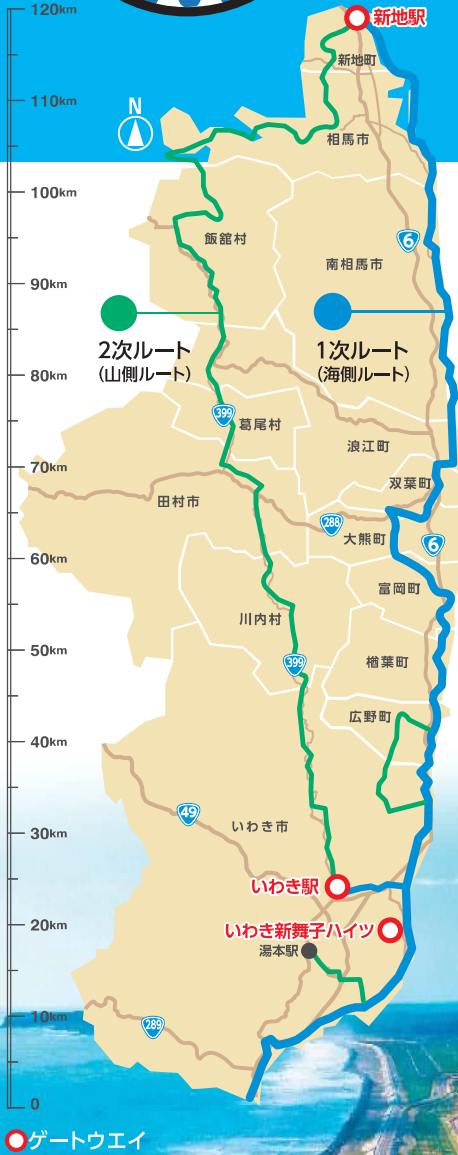 120km
110km
100km
90km
80km
70km
60km
50km
40km
30km
20km
10km
0
N
新地駅
新地町
相馬市
飯舘村
南相馬市
6
2次ルート
(山側ルート)
1次ルート
(海側ルート)
399
葛尾村
浪江町
双葉町
田村市
288
大熊町
6
富岡町
川内村
399
楢葉町
広野町
49
いわき市
いわき駅
いわき新舞子ハイツ
湯本駅
289
ゲートウエイ